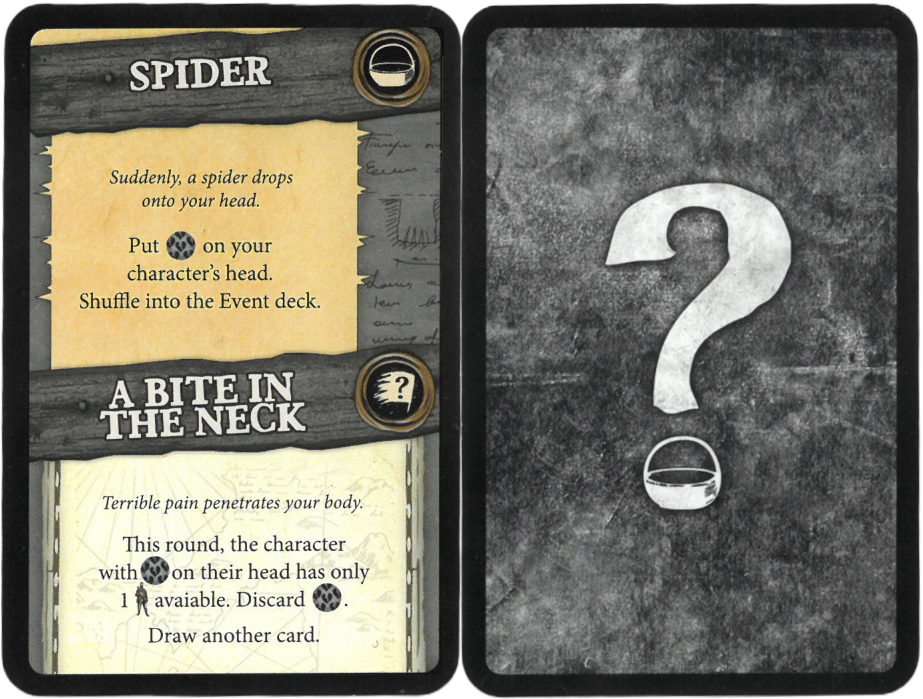 SPIDER
Suddenly, a spider drops
onto your head.
Put on your
character's head.
Shuffle into the Event deck.
?
A BITE IN
THE NECK
Terrible pain penetrates your body.
This round, the character
with on their head has only
1 avaiable. Discard .
Draw another card.
?